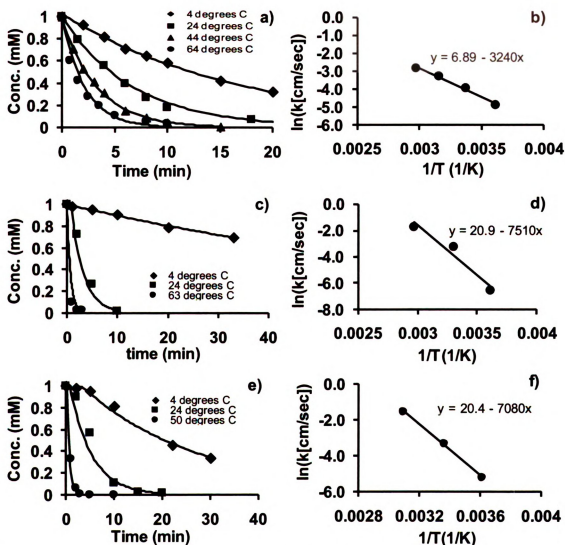 a)
◆ 4 degrees C
■ 24 degrees C
▲ 44 degrees C
● 64 degrees C
Conc. (mM)
1
0.8
0.6
0.4
0.2
0
0 5 10 15 20
Time (min)
b)
y = 6.89 - 3240x
ln(k[cm/sec])
0.0
-1.0
-2.0
-3.0
-4.0
-5.0
-6.0
0.0025 0.003 0.0035 0.004
1/T (1/K)
c)
◆ 4 degrees C
■ 24 degrees C
● 63 degrees C
Conc. (mM)
1
0.8
0.6
0.4
0.2
0
0 10 20 30 40
time (min)
d)
y = 20.9 - 7510x
ln(k[cm/sec])
0.0
-2.0
-4.0
-6.0
-8.0
0.0025 0.003 0.0035 0.004
1/T(1/K)
e)
◆ 4 degrees C
■ 24 degrees C
● 50 degrees C
Conc. (mM)
1
0.8
0.6
0.4
0.2
0
0 10 20 30 40
Time (min)
f)
y = 20.4 - 7080x
ln(k[cm/sec])
0.0
-2.0
-4.0
-6.0
0.0028 0.0032 0.0036 0.004
1/T(1/K)